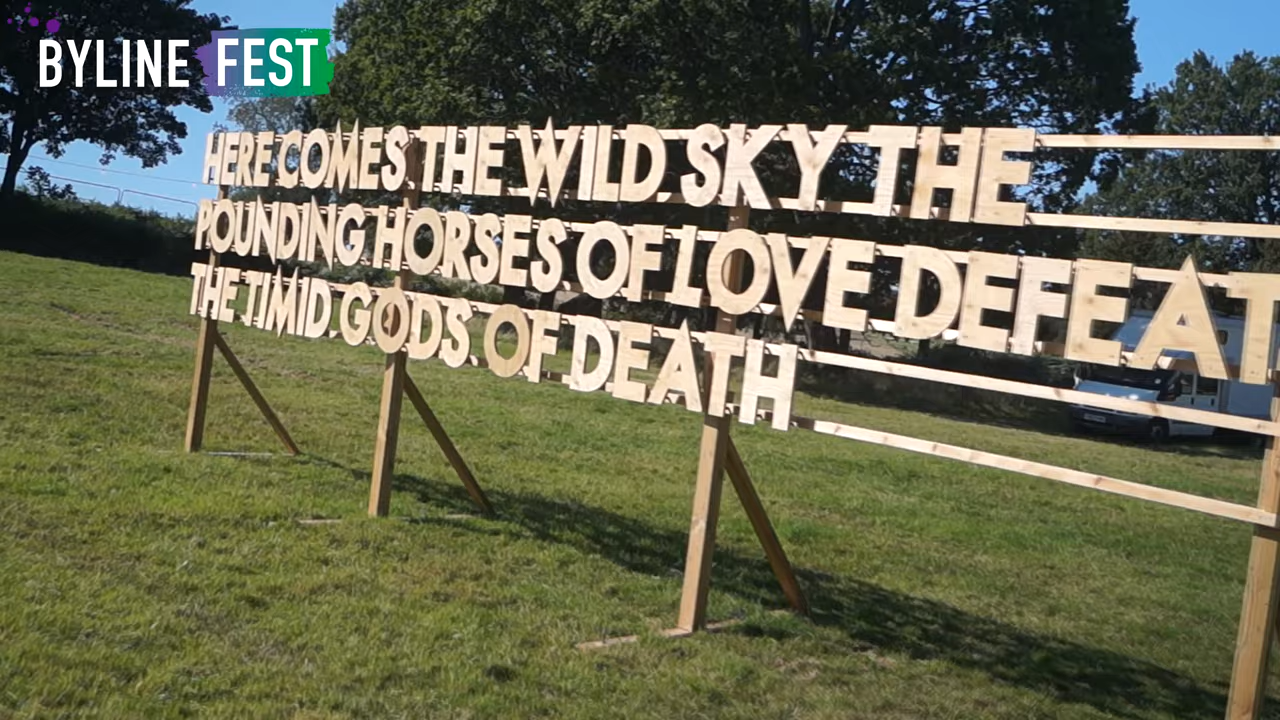 BYLINE FEST
HERE COMES THE WILD SKY THE
POUNDING HORSES OF LOVE DEFEAT
THE TIMID GODS OF DEATH